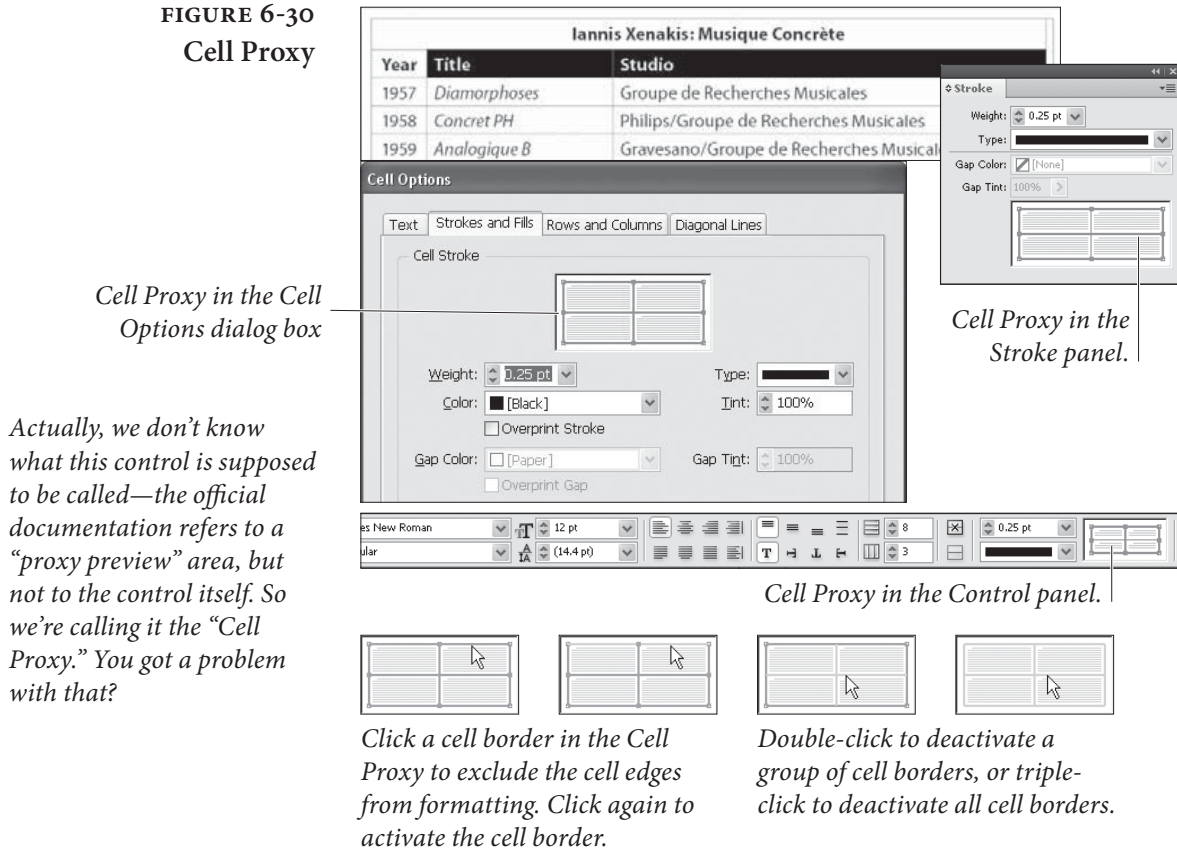 FIGURE 6-30
Cell Proxy
Iannis Xenakis: Musique Concrète
Year Title Studio
1957 Diamorphoses Groupe de Recherches Musicales
1958 Concret PH Philips/Groupe de Recherches Musicales
1959 Analogique B Gravesano/Groupe de Recherches Musical
Stroke
Weight: 0.25 pt
Type:
Gap Color: [None]
Gap Tint: 100%
Cell Proxy in the
Stroke panel.
Cell Options
Text Strokes and Fills Rows and Columns Diagonal Lines
Cell Stroke
Cell Proxy in the Cell
Options dialog box
Weight: 0.25 pt Type:
Color: [Black] Tint: 100%
Overprint Stroke
Gap Color: [Paper] Gap Tint: 100%
Overprint Gap
Actually, we don’t know
what this control is supposed
to be called—the official
documentation refers to a
“proxy preview” area, but
not to the control itself. So
we’re calling it the “Cell
Proxy.” You got a problem
with that?
es New Roman 12 pt 8 0.25 pt
ular (14.4 pt) 3
Cell Proxy in the Control panel.
Click a cell border in the Cell
Proxy to exclude the cell edges
from formatting. Click again to
activate the cell border.
Double-click to deactivate a
group of cell borders, or triple-
click to deactivate all cell borders.